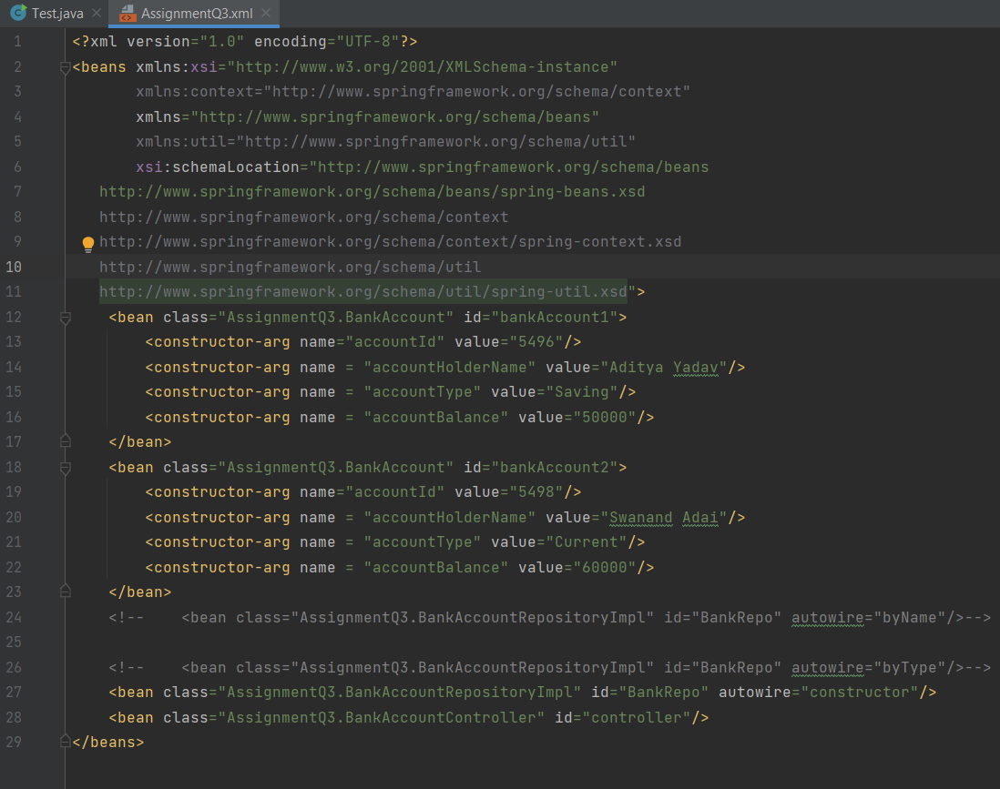 Test.java AssignmentQ3.xml
1 <?xml version="1.0" encoding="UTF-8"?>
2 <beans xmlns:xsi="http://www.w3.org/2001/XMLSchema-instance"
3 xmlns:context="http://www.springframework.org/schema/context"
4 xmlns="http://www.springframework.org/schema/beans"
5 xmlns:util="http://www.springframework.org/schema/util"
6 xsi:schemaLocation="http://www.springframework.org/schema/beans
7 http://www.springframework.org/schema/beans/spring-beans.xsd
8 http://www.springframework.org/schema/context
9 http://www.springframework.org/schema/context/spring-context.xsd
10 http://www.springframework.org/schema/util
11 http://www.springframework.org/schema/util/spring-util.xsd">
12 <bean class="AssignmentQ3.BankAccount" id="bankAccount1">
13 <constructor-arg name="accountId" value="5496"/>
14 <constructor-arg name = "accountHolderName" value="Aditya Yadav"/>
15 <constructor-arg name = "accountType" value="Saving"/>
16 <constructor-arg name = "accountBalance" value="50000"/>
17 </bean>
18 <bean class="AssignmentQ3.BankAccount" id="bankAccount2">
19 <constructor-arg name="accountId" value="5498"/>
20 <constructor-arg name = "accountHolderName" value="Swanand Adai"/>
21 <constructor-arg name = "accountType" value="Current"/>
22 <constructor-arg name = "accountBalance" value="60000"/>
23 </bean>
24 <!-- <bean class="AssignmentQ3.BankAccountRepositoryImpl" id="BankRepo" autowire="byName"/>-->
25
26 <!-- <bean class="AssignmentQ3.BankAccountRepositoryImpl" id="BankRepo" autowire="byType"/>-->
27 <bean class="AssignmentQ3.BankAccountRepositoryImpl" id="BankRepo" autowire="constructor"/>
28 <bean class="AssignmentQ3.BankAccountController" id="controller"/>
29 </beans>